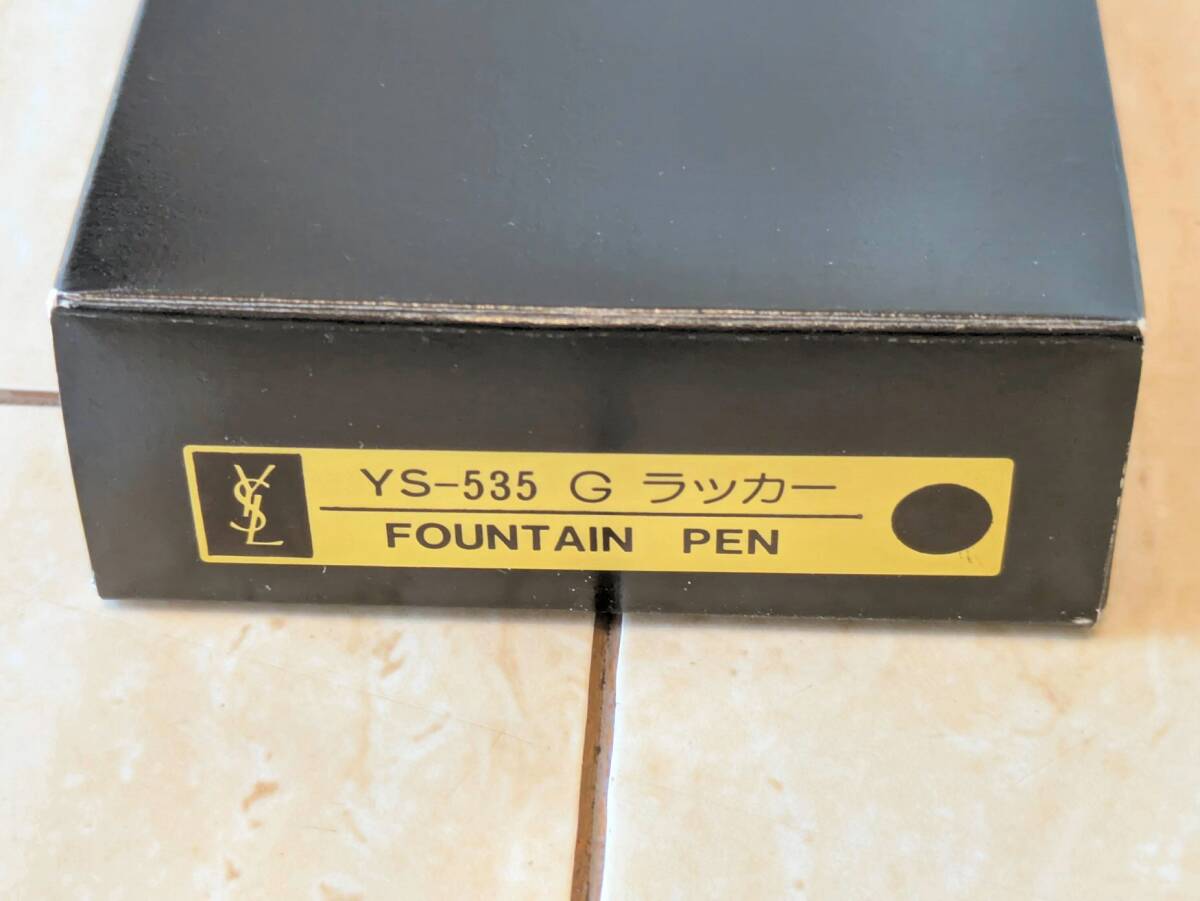 YSL
YS-535 G ラッカー
FOUNTAIN PEN